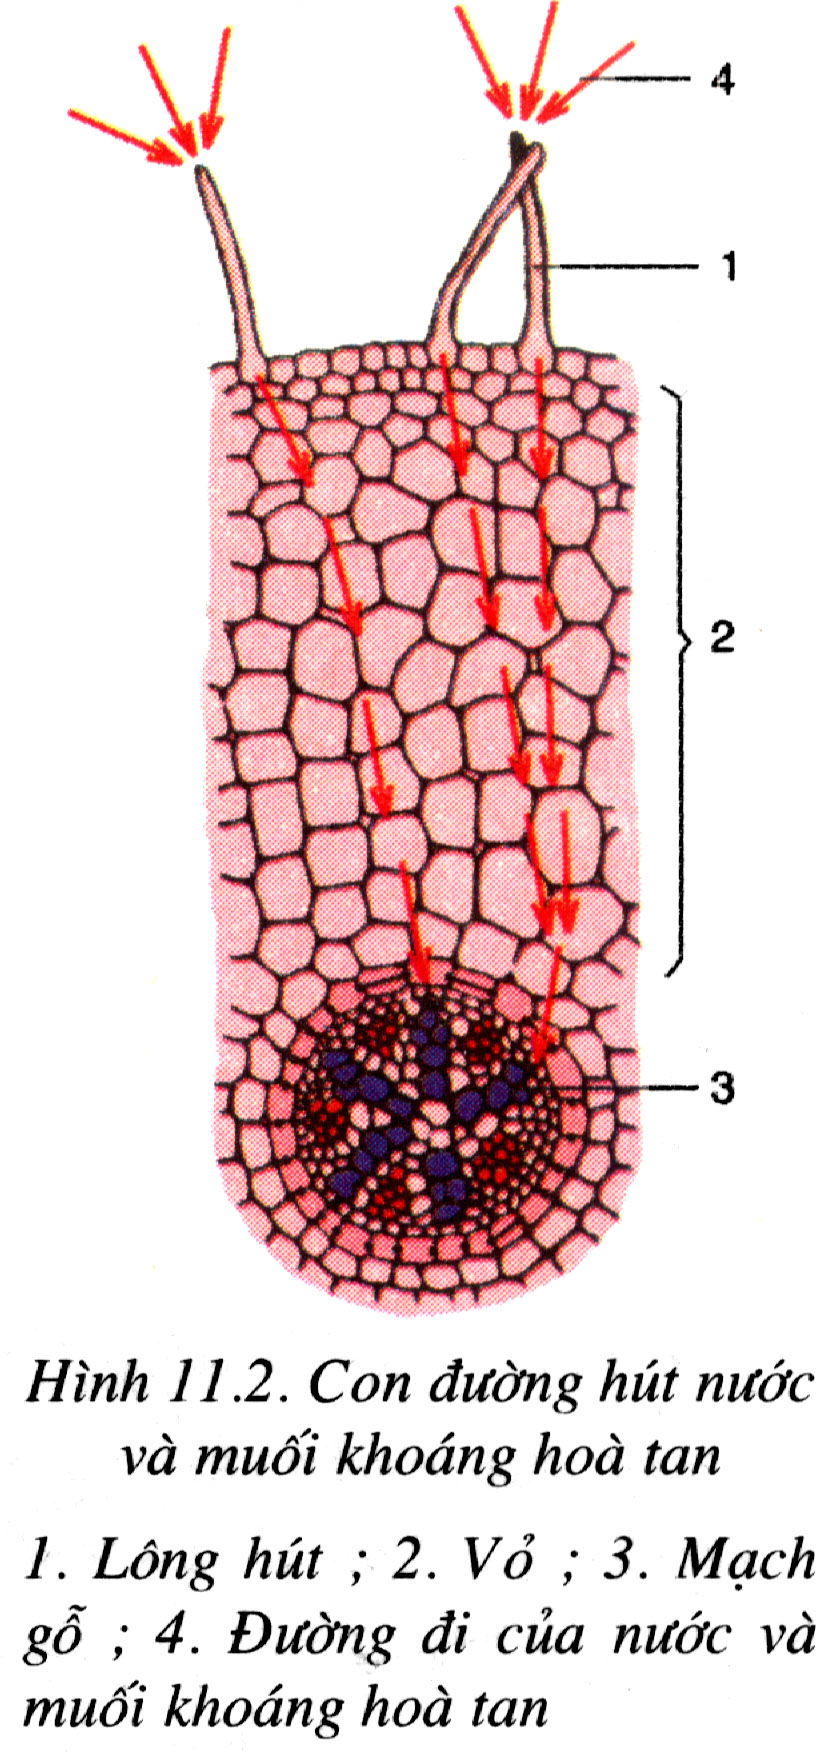 4
1
2
3
Hình 11.2. Con đường hút nước
và muối khoáng hoà tan
1. Lông hút ; 2. Vỏ ; 3. Mạch
gỗ ; 4. Đường đi của nước và
muối khoáng hoà tan